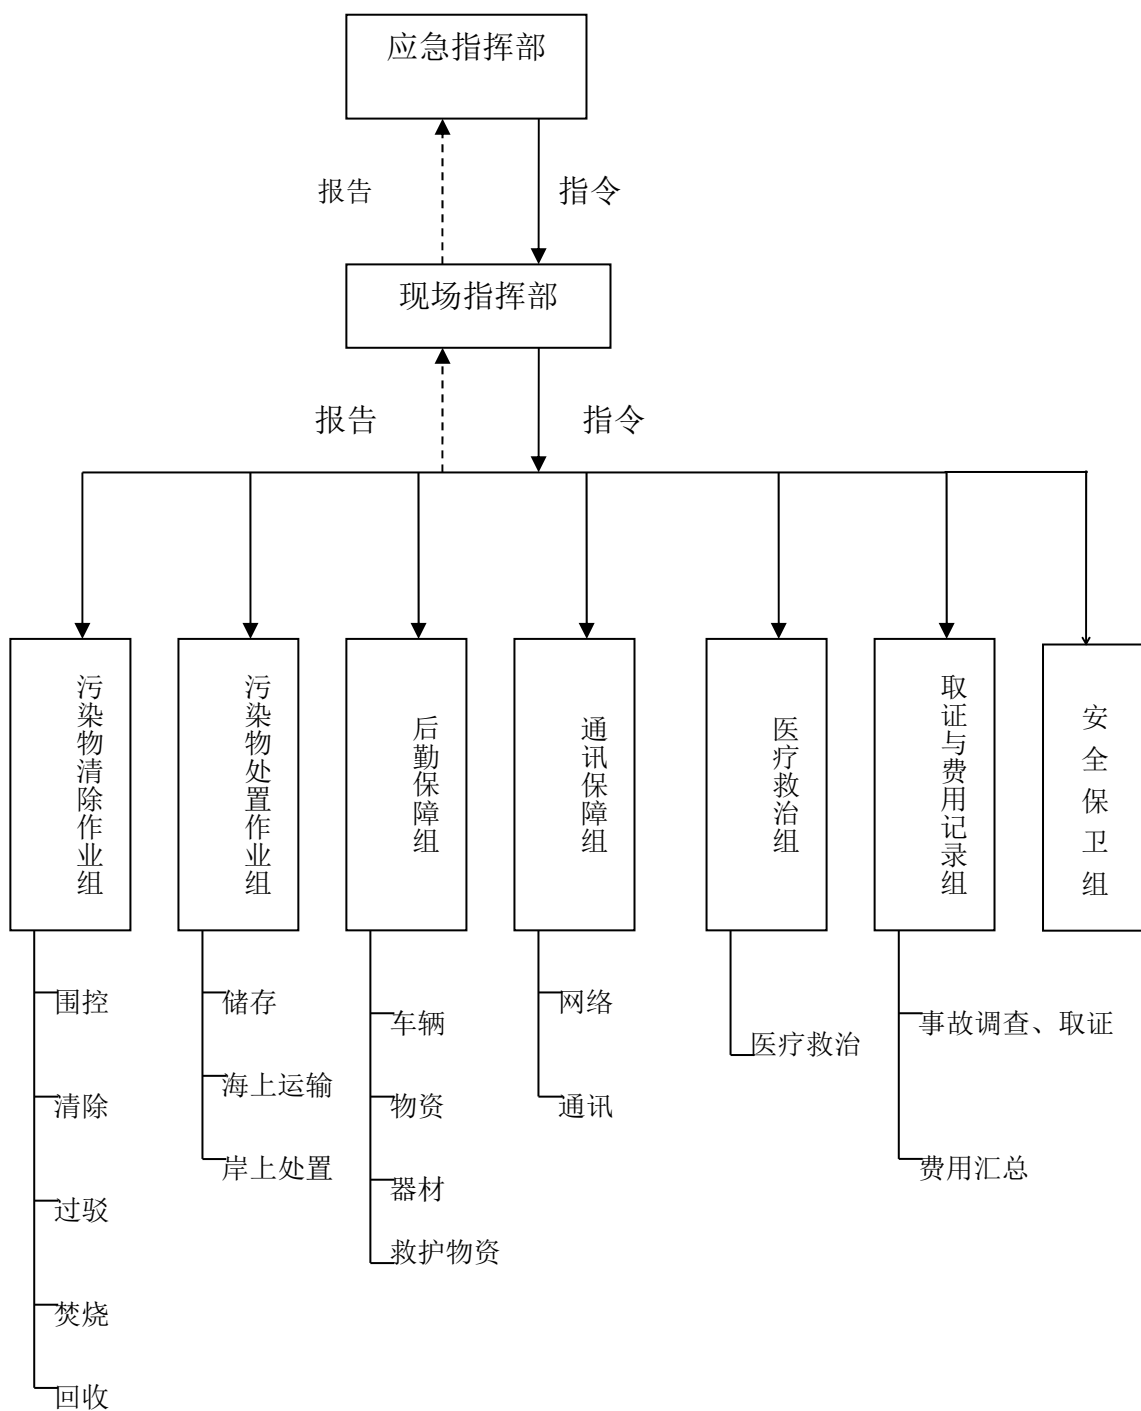 应急指挥部
报告
指令
现场指挥部
报告
指令
污染物清除作业组
污染物处置作业组
后勤保障组
通讯保障组
医疗救治组
取证与费用记录组
安全保卫组
围控
清除
过驳
焚烧
回收
储存
海上运输
岸上处置
车辆
物资
器材
救护物资
网络
通讯
医疗救治
事故调查、取证
费用汇总